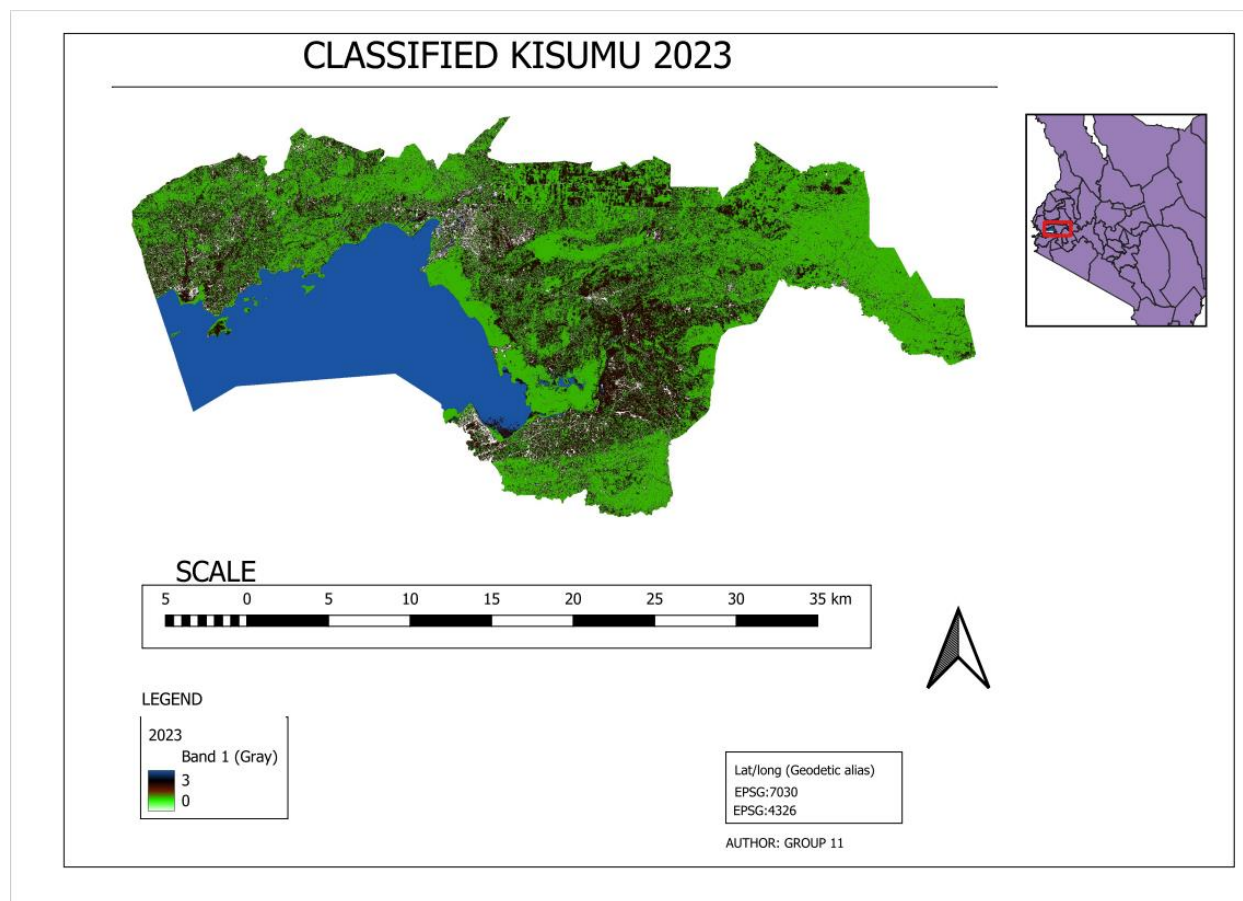 CLASSIFIED KISUMU 2023
SCALE
5 0 5 10 15 20 25 30 35 km
LEGEND
2023
Band 1 (Gray)
3
0
Lat/long (Geodetic alias)
EPSG:7030
EPSG:4326
AUTHOR: GROUP 11